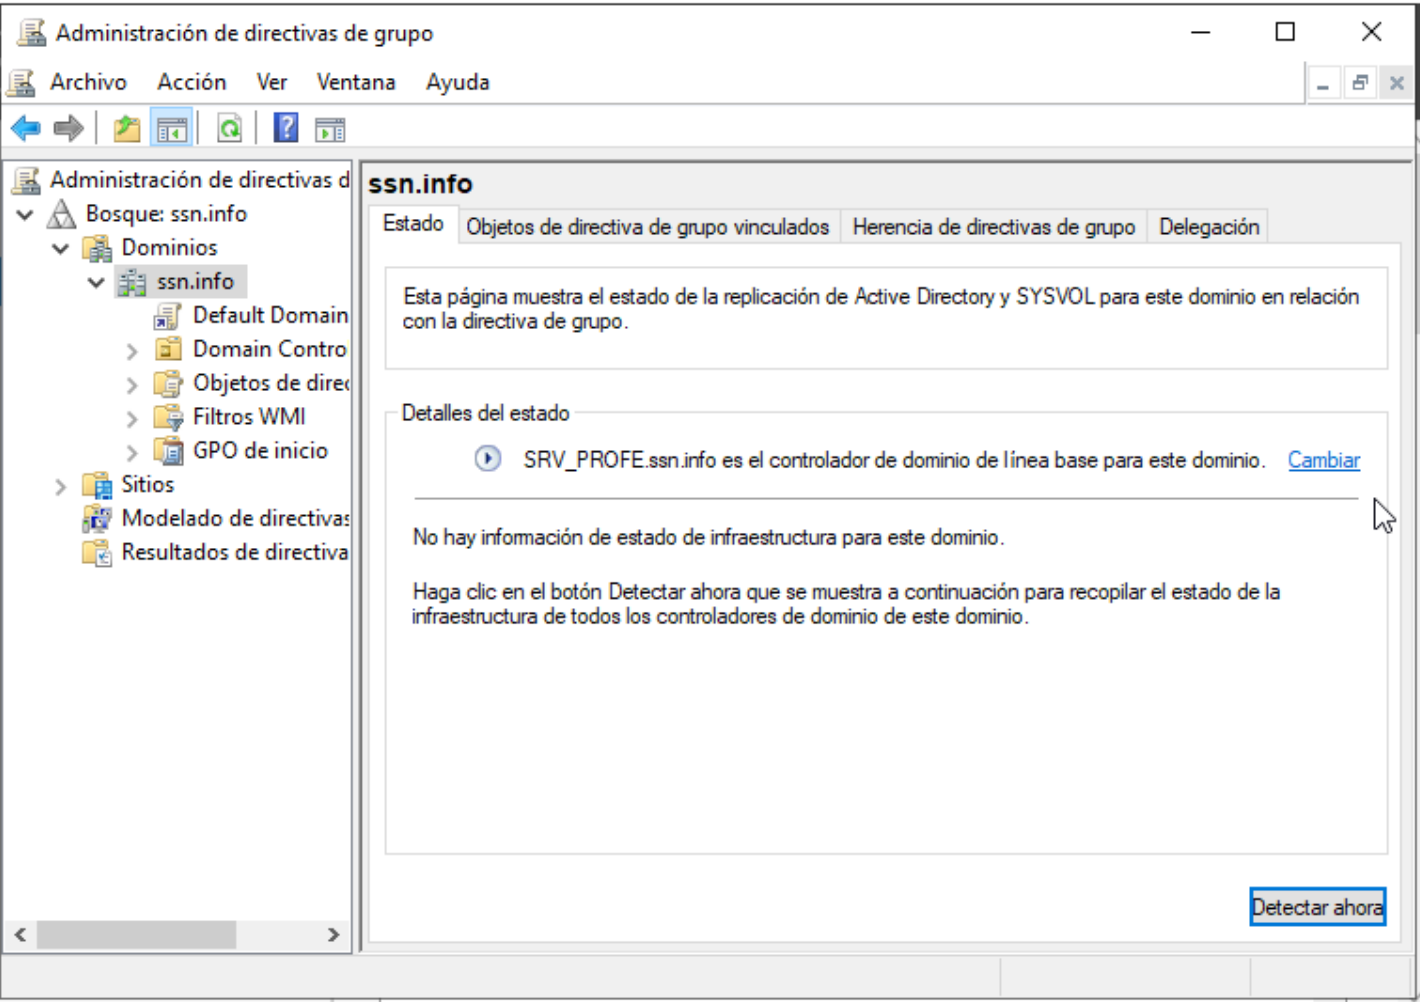 Administración de directivas de grupo
Archivo Acción Ver Ventana Ayuda
Administración de directivas d
Bosque: ssn.info
Dominios
ssn.info
Default Domain
Domain Contro
Objetos de direc
Filtros WMI
GPO de inicio
Sitios
Modelado de directivas
Resultados de directiva
ssn.info
Estado Objetos de directiva de grupo vinculados Herencia de directivas de grupo Delegación
Esta página muestra el estado de la replicación de Active Directory y SYSVOL para este dominio en relación
con la directiva de grupo.
Detalles del estado
SRV_PROFE.ssn.info es el controlador de dominio de línea base para este dominio. Cambiar
No hay información de estado de infraestructura para este dominio.
Haga clic en el botón Detectar ahora que se muestra a continuación para recopilar el estado de la
infraestructura de todos los controladores de dominio de este dominio.
Detectar ahora